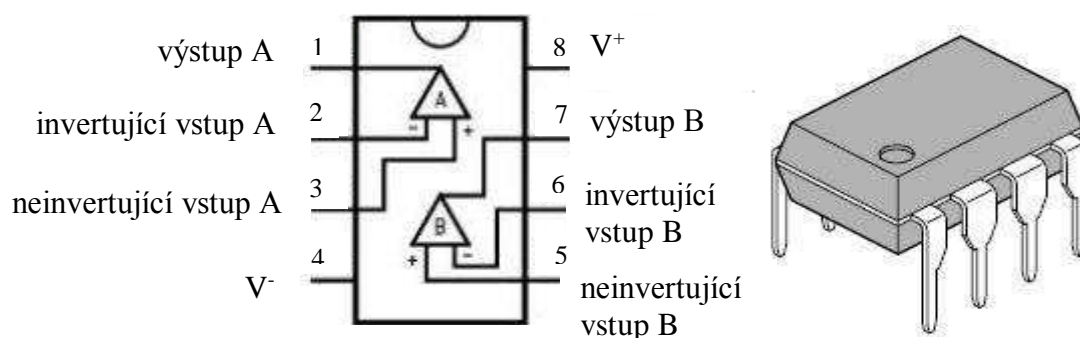 výstup A 1
8 V+
A
invertující vstup A 2
- +
7 výstup B
neinvertující vstup A 3
6 invertující
vstup B
B
V- 4
+ -
5 neinvertující
vstup B